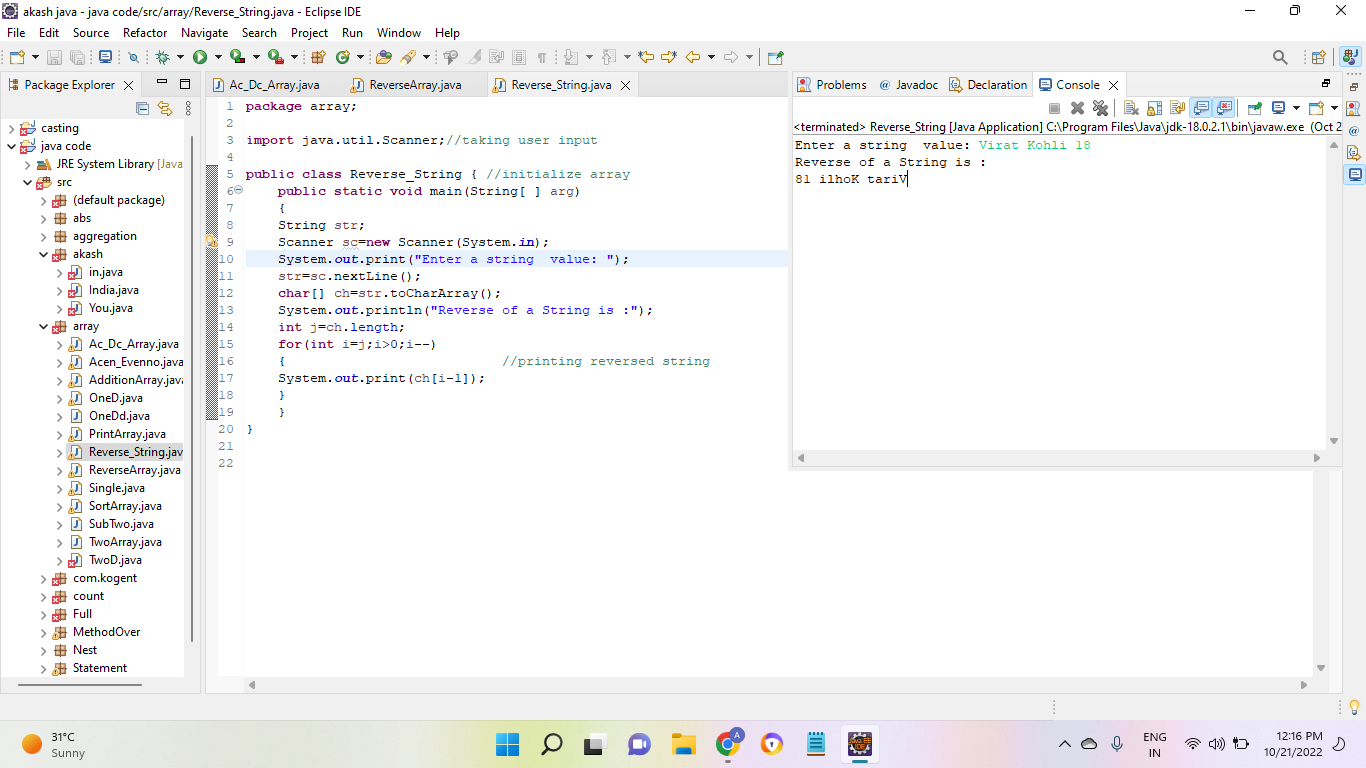 akash java - java code/src/array/Reverse_String.java - Eclipse IDE
File Edit Source Refactor Navigate Search Project Run Window Help
Package Explorer
casting
java code
JRE System Library [Java
src
(default package)
abs
aggregation
akash
in.java
India.java
You.java
array
Ac_Dc_Array.java
Acen_Evenno.java
AdditionArray.java
OneD.java
OneDd.java
PrintArray.java
Reverse_String.jav
ReverseArray.java
Single.java
SortArray.java
SubTwo.java
TwoArray.java
TwoD.java
com.kogent
count
Full
MethodOver
Nest
Statement
Ac_Dc_Array.java ReverseArray.java Reverse_String.java
1 package array;
2
3 import java.util.Scanner;//taking user input
4
5 public class Reverse_String { //initialize array
6 public static void main(String[ ] arg)
7 {
8 String str;
9 Scanner sc=new Scanner(System.in);
10 System.out.print("Enter a string  value: ");
11 str=sc.nextLine();
12 char[] ch=str.toCharArray();
13 System.out.println("Reverse of a String is :");
14 int j=ch.length;
15 for(int i=j;i>0;i--)
16 { //printing reversed string
17 System.out.print(ch[i-1]);
18 }
19 }
20 }
21
22
Problems @ Javadoc Declaration Console
<terminated> Reverse_String [Java Application] C:\Program Files\Java\jdk-18.0.2.1\bin\javaw.exe (Oct 2
Enter a string  value: Virat Kohli 18
Reverse of a String is :
81 ilhoK tariV
31°C
Sunny
A
Java EE
IDE
ENG
IN
12:16 PM
10/21/2022